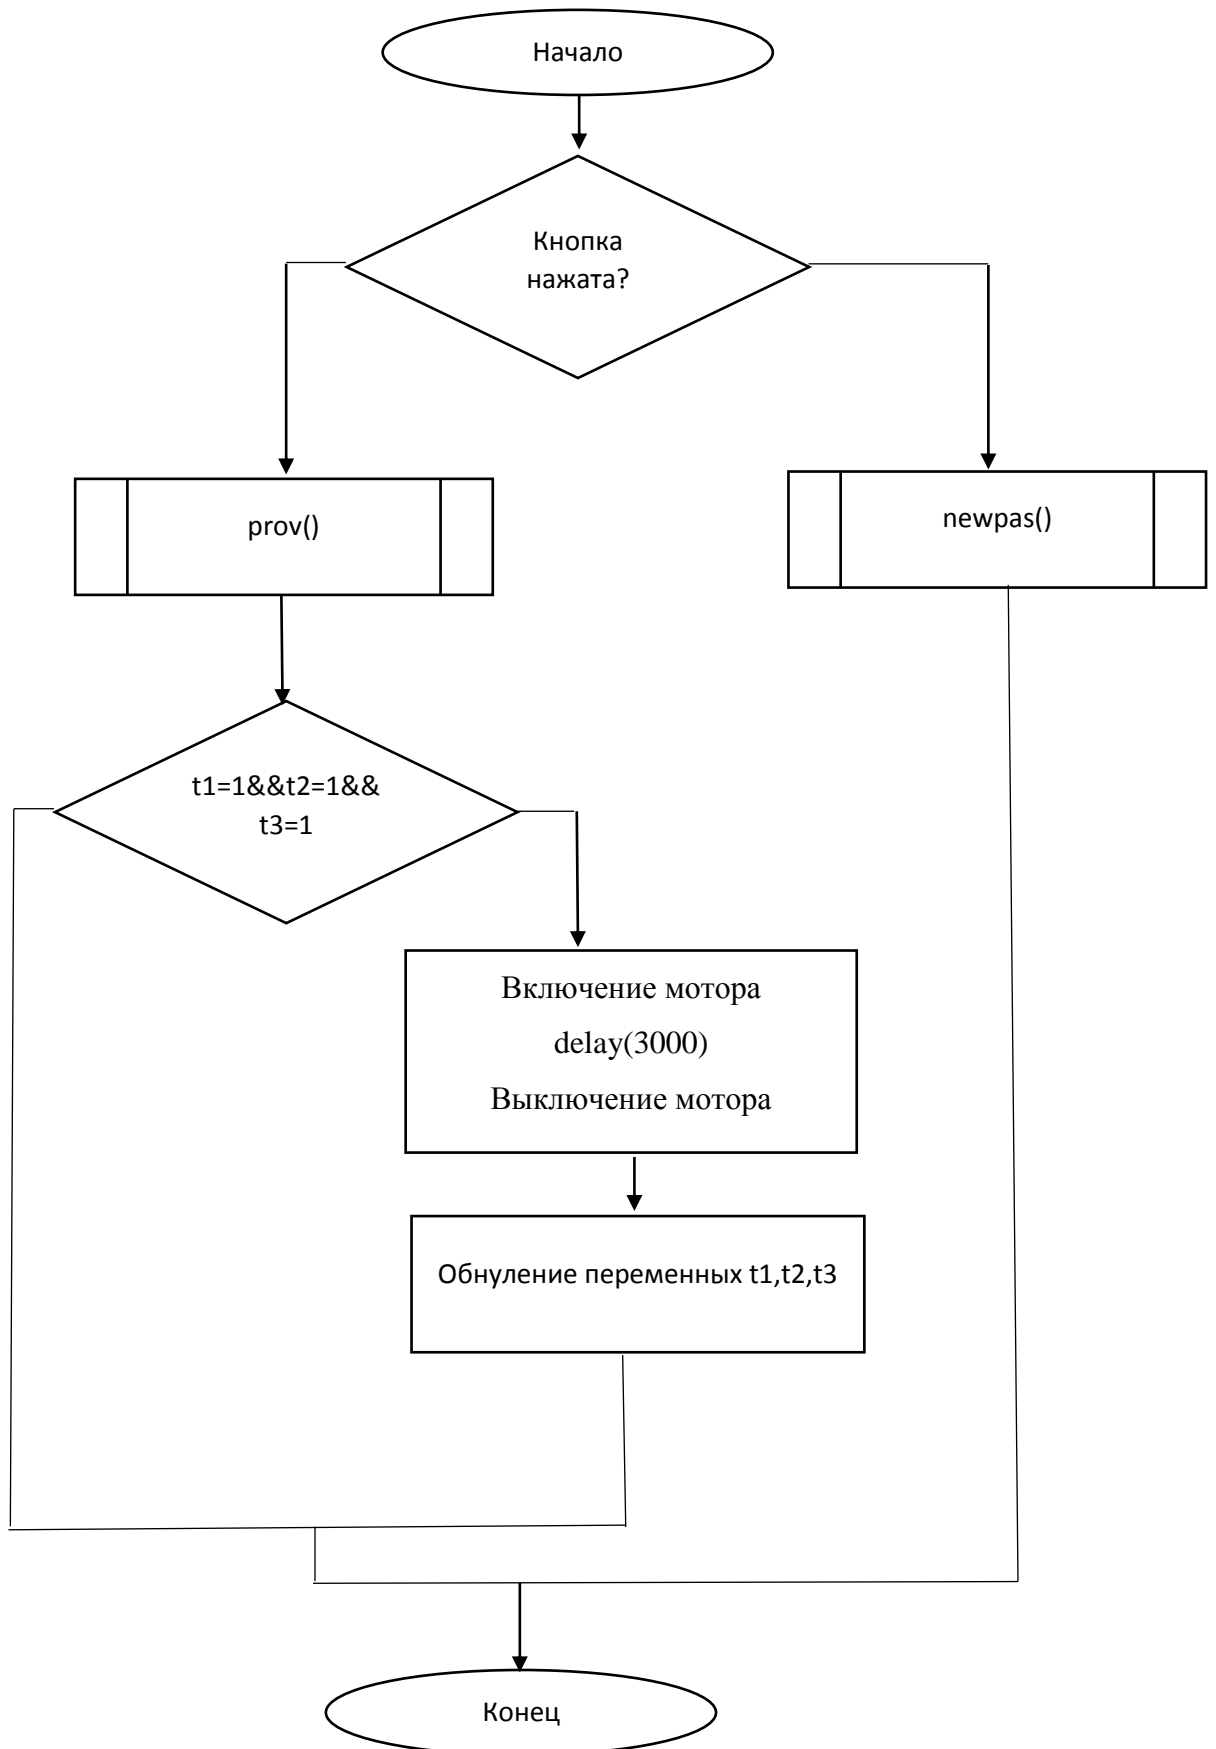 Начало
Кнопка
нажата?
prov()
newpas()
t1=1&&t2=1&&
t3=1
Включение мотора
delay(3000)
Выключение мотора
Обнуление переменных t1,t2,t3
Конец